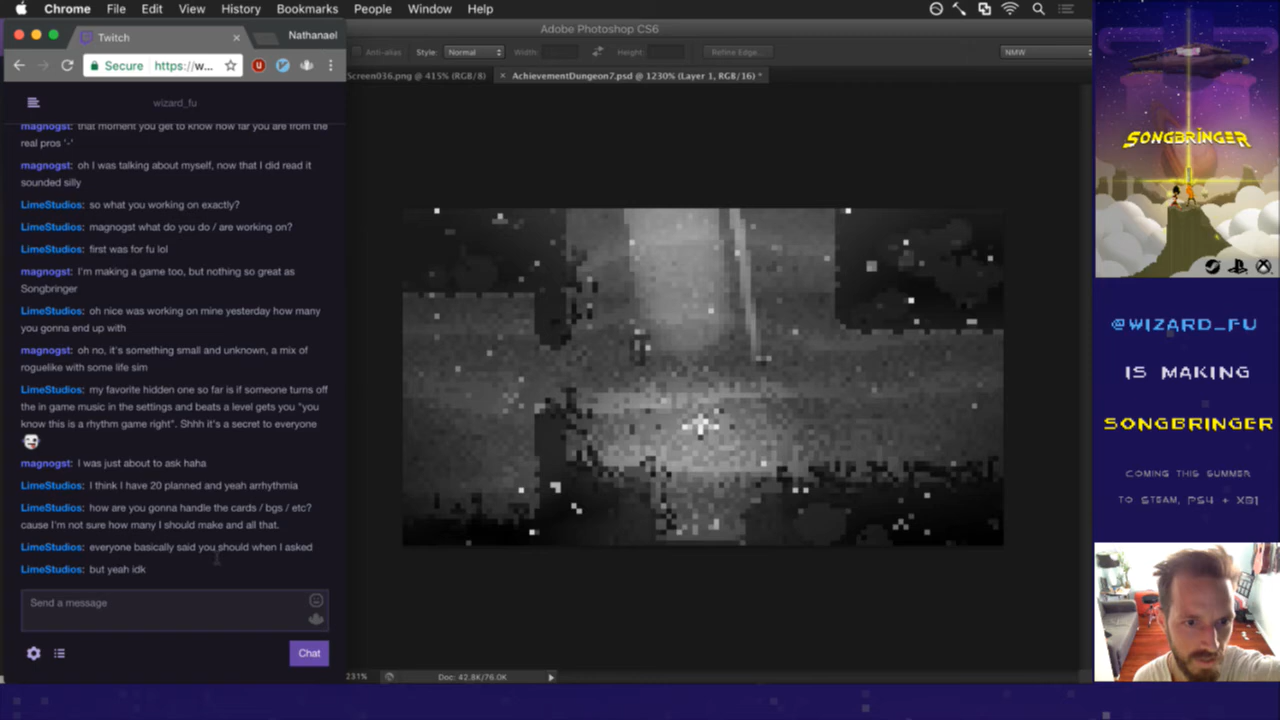 Chrome File Edit View History Bookmarks People Window Help
Twitch
Nathanael
Secure https://w...
wizard_fu
magnogst: that moment you get to know how far you are from the
real pros '-'
magnogst: oh I was talking about myself, now that I did read it
sounded silly
LimeStudios: so what you working on exactly?
LimeStudios: magnogst what do you do / are working on?
LimeStudios: first was for fu lol
magnogst: I'm making a game too, but nothing so great as
Songbringer
LimeStudios: oh nice was working on mine yesterday how many
you gonna end up with
magnogst: oh no, it's something small and unknown, a mix of
roguelike with some life sim
LimeStudios: my favorite hidden one so far is if someone turns off
the in game music in the settings and beats a level gets you "you
know this is a rhythm game right". Shhh it's a secret to everyone
magnogst: I was just about to ask haha
LimeStudios: I think I have 20 planned and yeah arrhythmia
LimeStudios: how are you gonna handle the cards / bgs / etc?
cause I'm not sure how many I should make and all that.
LimeStudios: everyone basically said you should when I asked
LimeStudios: but yeah idk
Send a message
Chat
Adobe Photoshop CS6
Anti-alias Style: Normal Width: Height: Refine Edge... NMW
Screen036.png @ 415% (RGB/8) × AchievementDungeon7.psd @ 1230% (Layer 1, RGB/16) *
231% Doc: 42.8K/76.0K
SONGBRINGER
@WIZARD_FU
IS MAKING
SONGBRINGER
COMING THIS SUMMER
TO STEAM, PS4 + XB1